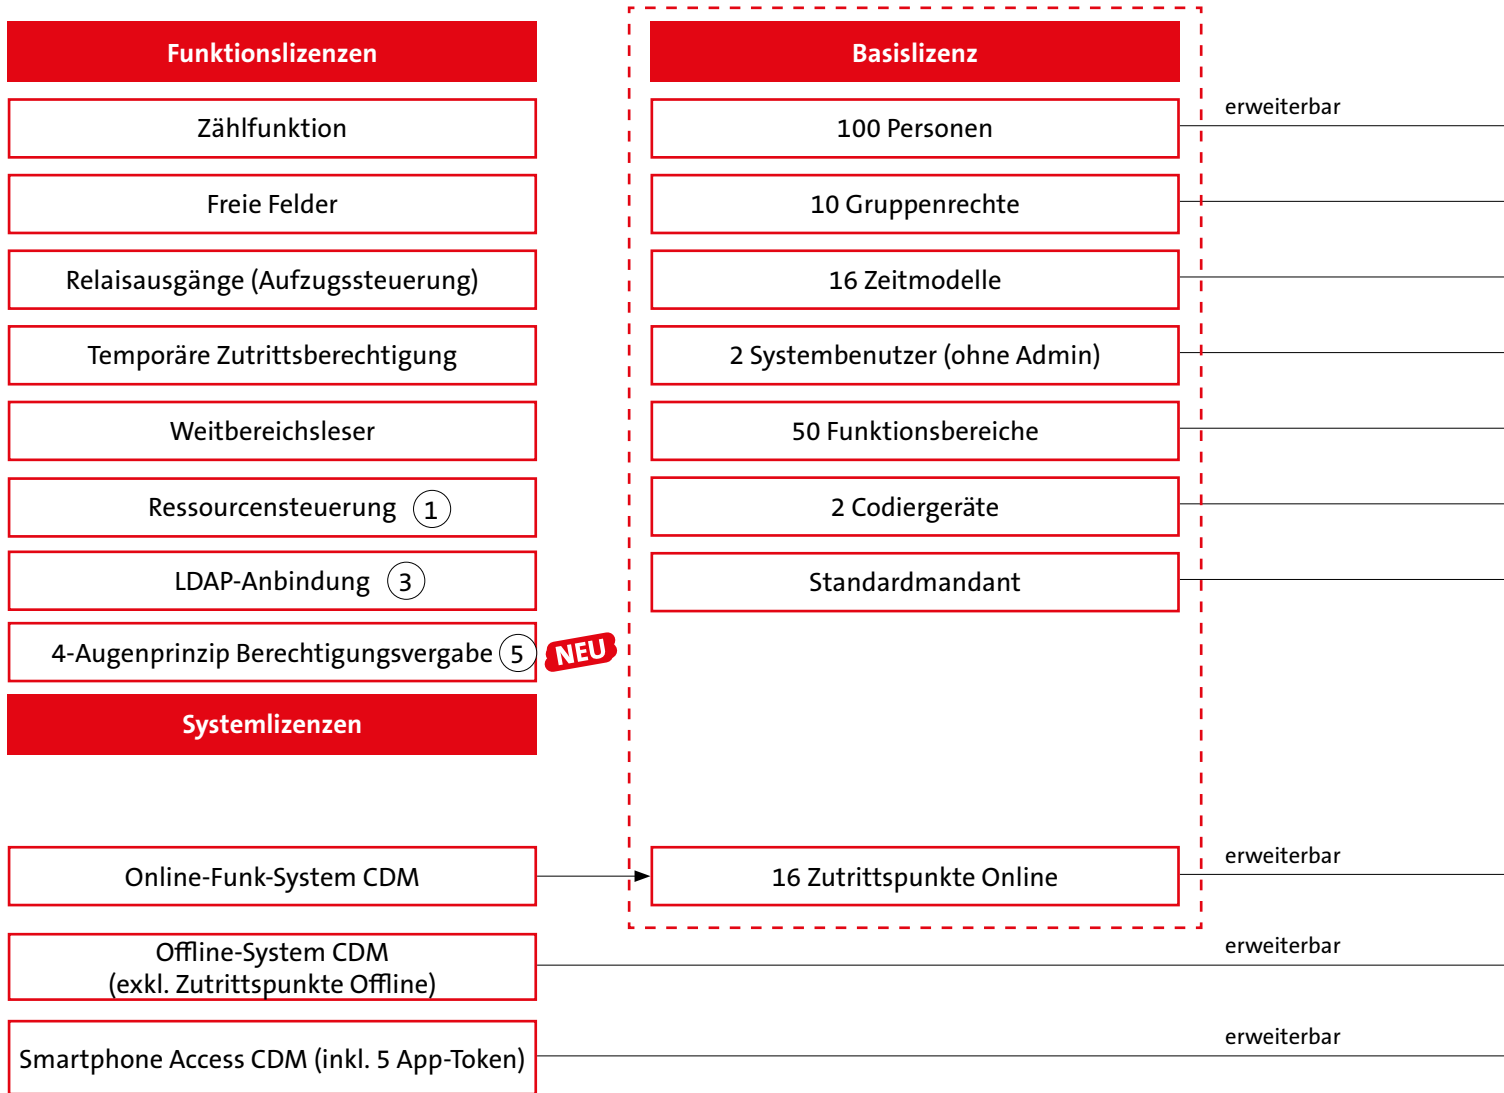 Funktionslizenzen
Zählfunktion
Freie Felder
Relaisausgänge (Aufzugssteuerung)
Temporäre Zutrittsberechtigung
Weitbereichsleser
Ressourcensteuerung 1
LDAP-Anbindung 3
4-Augenprinzip Berechtigungsvergabe 5
NEU
Systemlizenzen
Online-Funk-System CDM
Offline-System CDM
(exkl. Zutrittspunkte Offline)
Smartphone Access CDM (inkl. 5 App-Token)
Basislizenz
100 Personen
10 Gruppenrechte
16 Zeitmodelle
2 Systembenutzer (ohne Admin)
50 Funktionsbereiche
2 Codiergeräte
Standardmandant
16 Zutrittspunkte Online
erweiterbar
erweiterbar
erweiterbar
erweiterbar